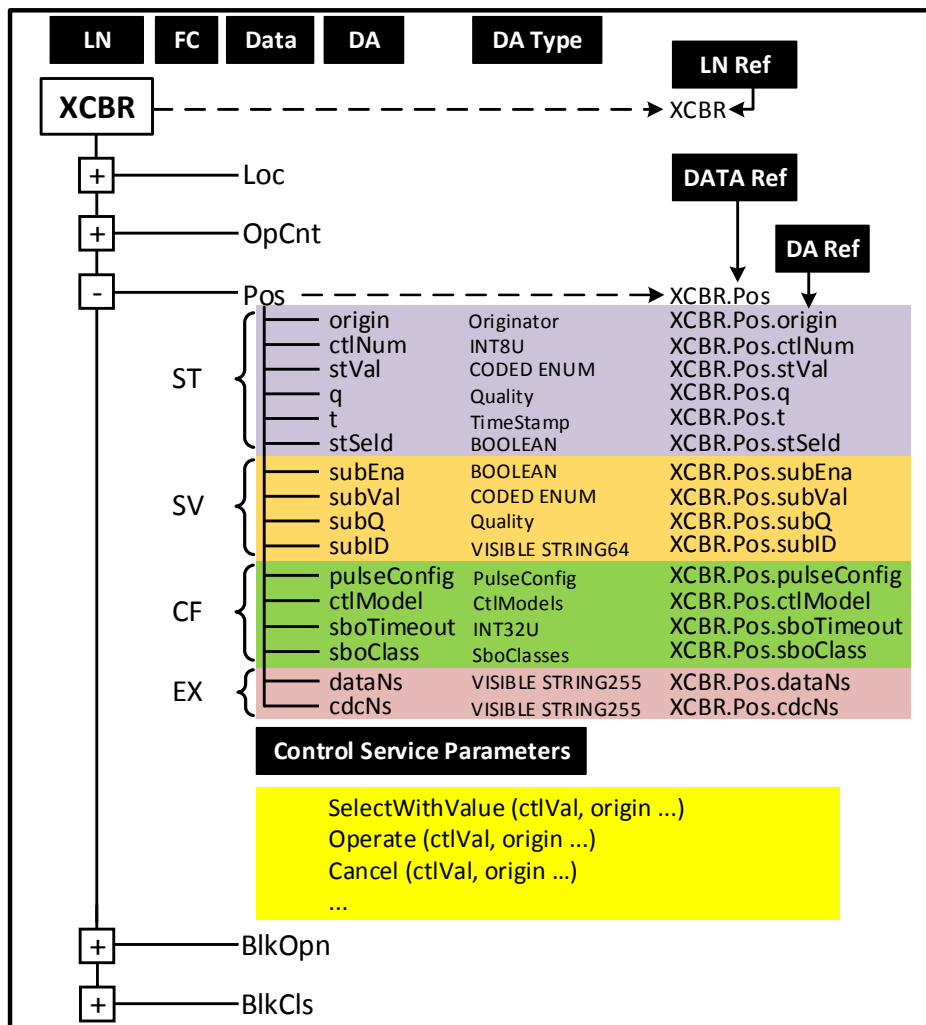 LN FC Data DA DA Type
LN Ref
XCBR XCBR
+ Loc
DATA Ref
+ OpCnt
DA Ref
- Pos XCBR.Pos
origin Originator XCBR.Pos.origin
ctlNum INT8U XCBR.Pos.ctlNum
ST stVal CODED ENUM XCBR.Pos.stVal
q Quality XCBR.Pos.q
t TimeStamp XCBR.Pos.t
stSeld BOOLEAN XCBR.Pos.stSeld
subEna BOOLEAN XCBR.Pos.subEna
SV subVal CODED ENUM XCBR.Pos.subVal
subQ Quality XCBR.Pos.subQ
subID VISIBLE STRING64 XCBR.Pos.subID
pulseConfig PulseConfig XCBR.Pos.pulseConfig
CF ctlModel CtlModels XCBR.Pos.ctlModel
sboTimeout INT32U XCBR.Pos.sboTimeout
sboClass SboClasses XCBR.Pos.sboClass
EX dataNs VISIBLE STRING255 XCBR.Pos.dataNs
cdcNs VISIBLE STRING255 XCBR.Pos.cdcNs
Control Service Parameters
SelectWithValue (ctlVal, origin ...)
Operate (ctlVal, origin ...)
Cancel (ctlVal, origin ...)
...
+ BlkOpn
+ BlkCls